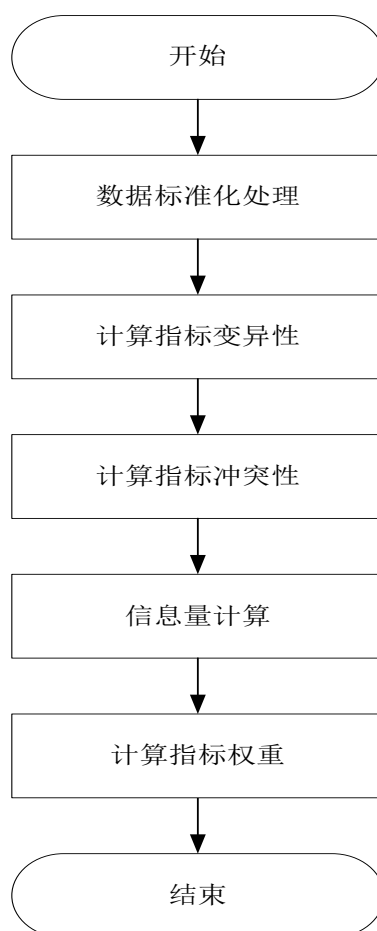 开始
数据标准化处理
计算指标变异性
计算指标冲突性
信息量计算
计算指标权重
结束